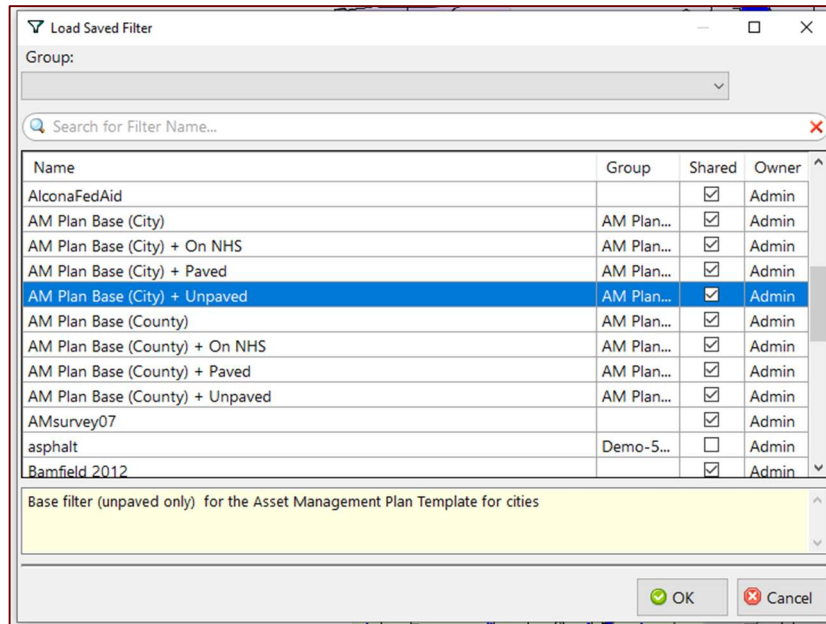 Load Saved Filter
Group:
Search for Filter Name...
Name Group Shared Owner
AlconaFedAid Admin
AM Plan Base (City) AM Plan... Admin
AM Plan Base (City) + On NHS AM Plan... Admin
AM Plan Base (City) + Paved AM Plan... Admin
AM Plan Base (City) + Unpaved AM Plan... Admin
AM Plan Base (County) AM Plan... Admin
AM Plan Base (County) + On NHS AM Plan... Admin
AM Plan Base (County) + Paved AM Plan... Admin
AM Plan Base (County) + Unpaved AM Plan... Admin
AMsurvey07 Admin
asphalt Demo-5... Admin
Bamfield 2012 Admin
Base filter (unpaved only) for the Asset Management Plan Template for cities
OK Cancel